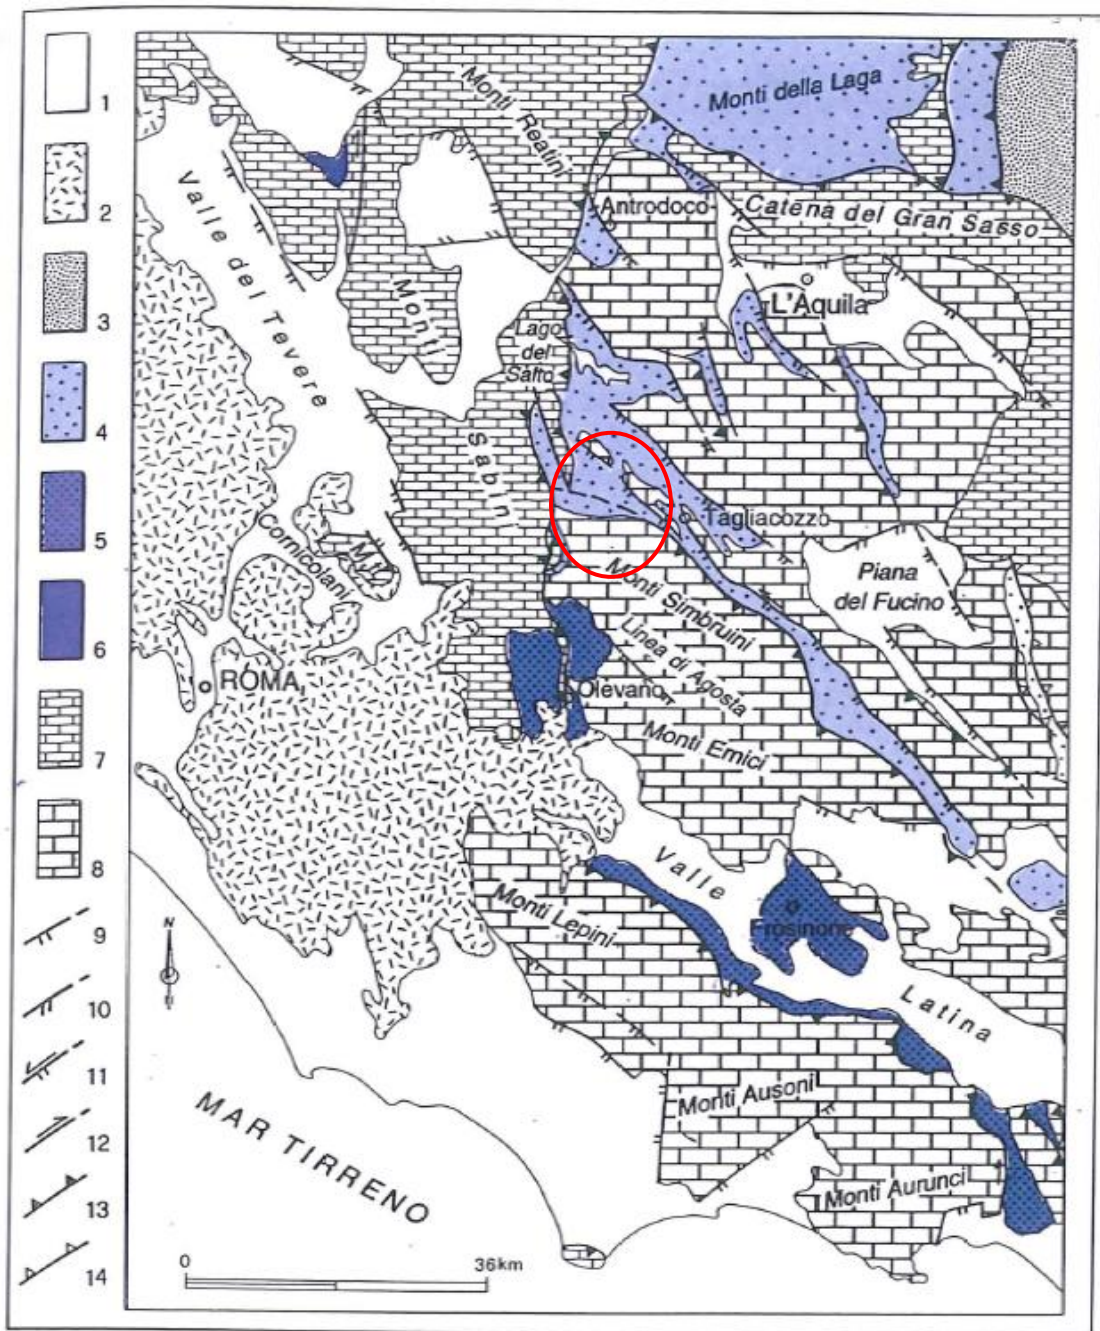 1
2
3
4
5
6
7
8
9
10
11
12
13
14
Monti della Laga
Monti Reatini
Antrodoco
Catena del Gran Sasso
L'Aquila
Valle del Tevere
Monti
Sabini
Lago
del
Salto
Tagliacozzo
Piana
del Fucino
Cornicolani
M.ti
Monti Simbruini
Linea di Agosta
ROMA
Olevano
Monti Ernici
Valle
Latina
Monti Lepini
Frosinone
N
Monti Ausoni
Monti Aurunci
MAR TIRRENO
0
36km